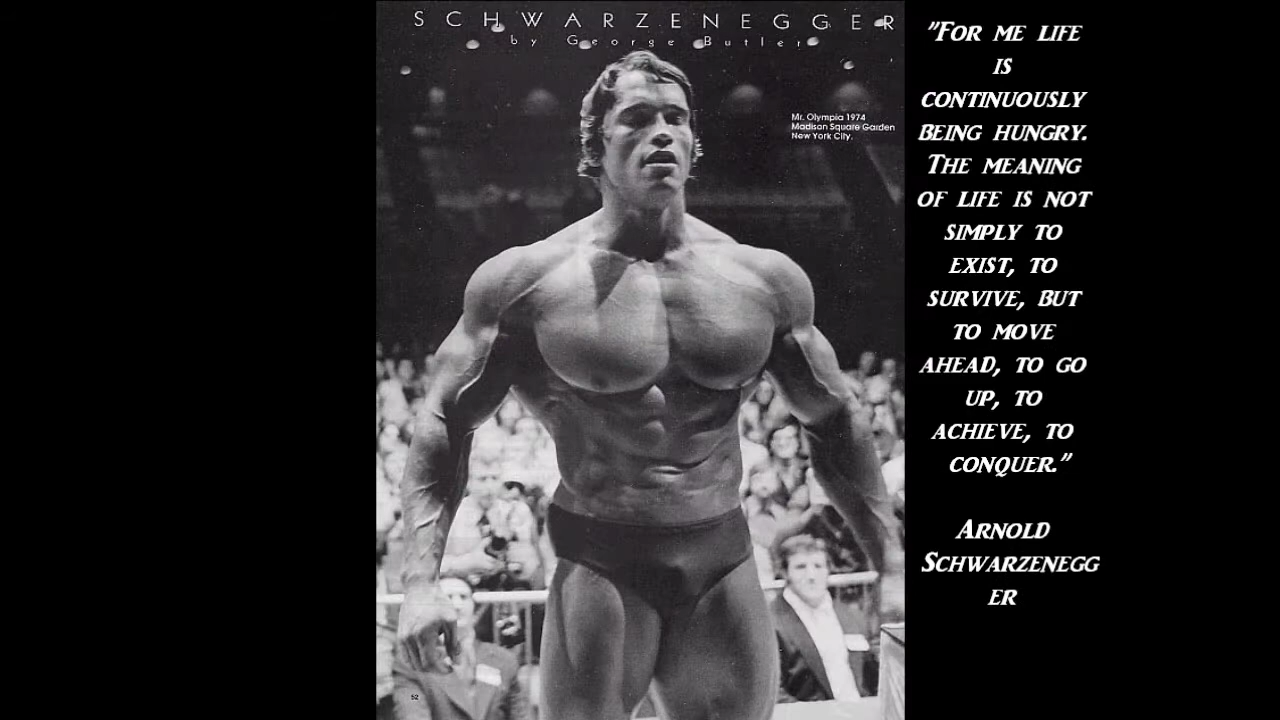 SCHWARZENEGGER
by George Butler
Mr. Olympia 1974
Madison Square Garden
New York City.
"FOR ME LIFE
IS
CONTINUOUSLY
BEING HUNGRY.
THE MEANING
OF LIFE IS NOT
SIMPLY TO
EXIST, TO
SURVIVE, BUT
TO MOVE
AHEAD, TO GO
UP, TO
ACHIEVE, TO
CONQUER."
ARNOLD
SCHWARZENEGG
ER
52